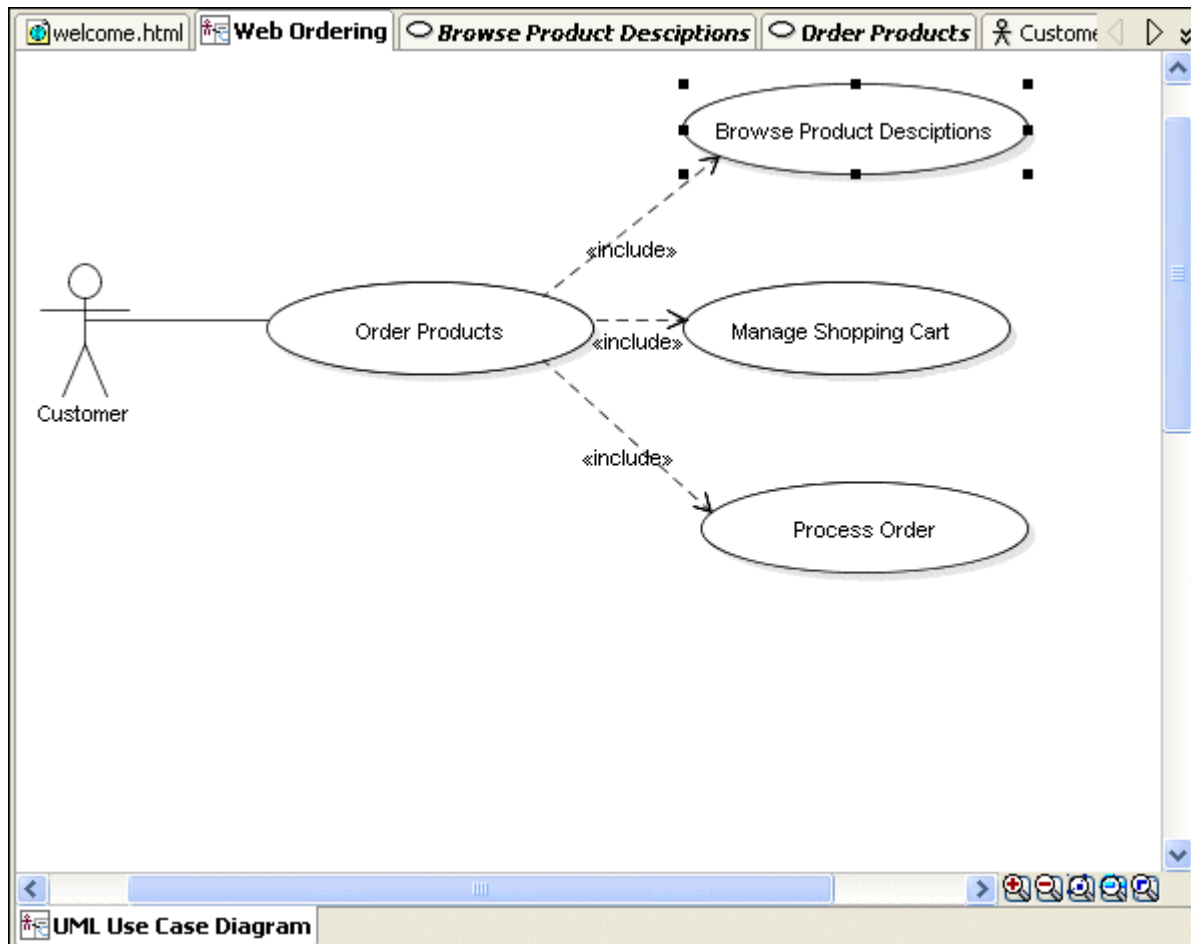 welcome.html
Web Ordering
Browse Product Desciptions
Order Products
Custome
Browse Product Desciptions
«include»
Order Products
Manage Shopping Cart
«include»
Customer
«include»
Process Order
UML Use Case Diagram